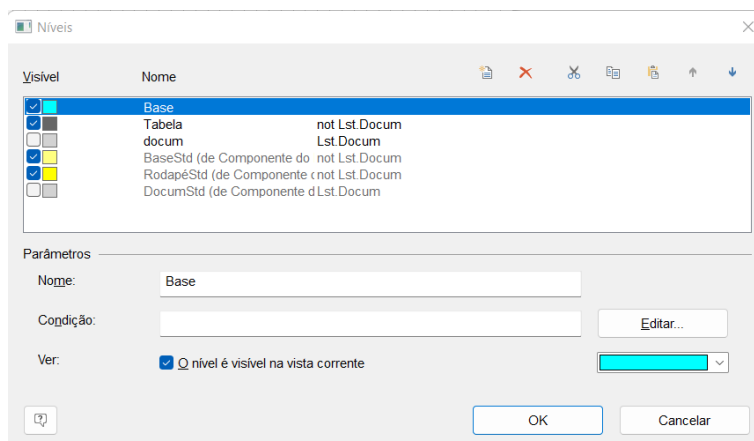 Níveis
Visível Nome
Base
Tabela not Lst.Docum
docum Lst.Docum
BaseStd (de Componente do not Lst.Docum
RodapéStd (de Componente not Lst.Docum
DocumStd (de Componente d Lst.Docum
Parâmetros
Nome: Base
Condição: Editar...
Ver: O nível é visível na vista corrente
OK Cancelar